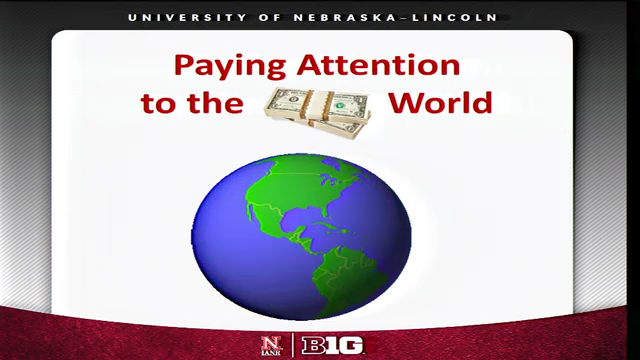 UNIVERSITY OF NEBRASKA–LINCOLN
Paying Attention
to the World
N
IANR
B1G